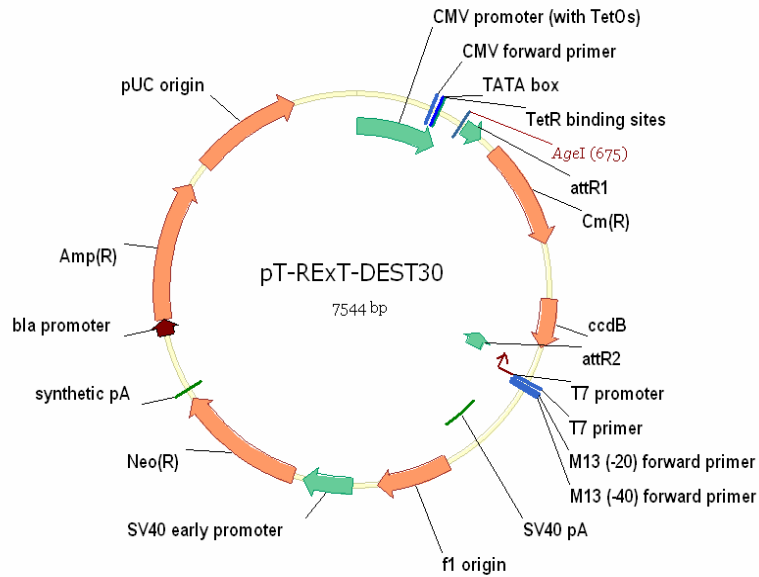 CMV promoter (with TetOs)
CMV forward primer
TATA box
TetR binding sites
AgeI (675)
attR1
Cm(R)
ccdB
attR2
T7 promoter
T7 primer
M13 (-20) forward primer
M13 (-40) forward primer
SV40 pA
f1 origin
SV40 early promoter
Neo(R)
synthetic pA
bla promoter
Amp(R)
pUC origin
pT-RExT-DEST30
7544 bp